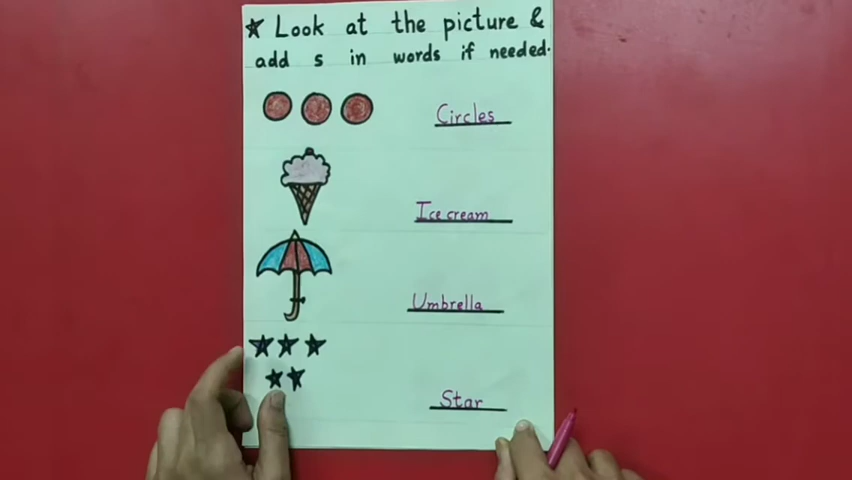 ★ Look at the picture &
add s in words if needed.
Circles
Ice cream
Umbrella
Star